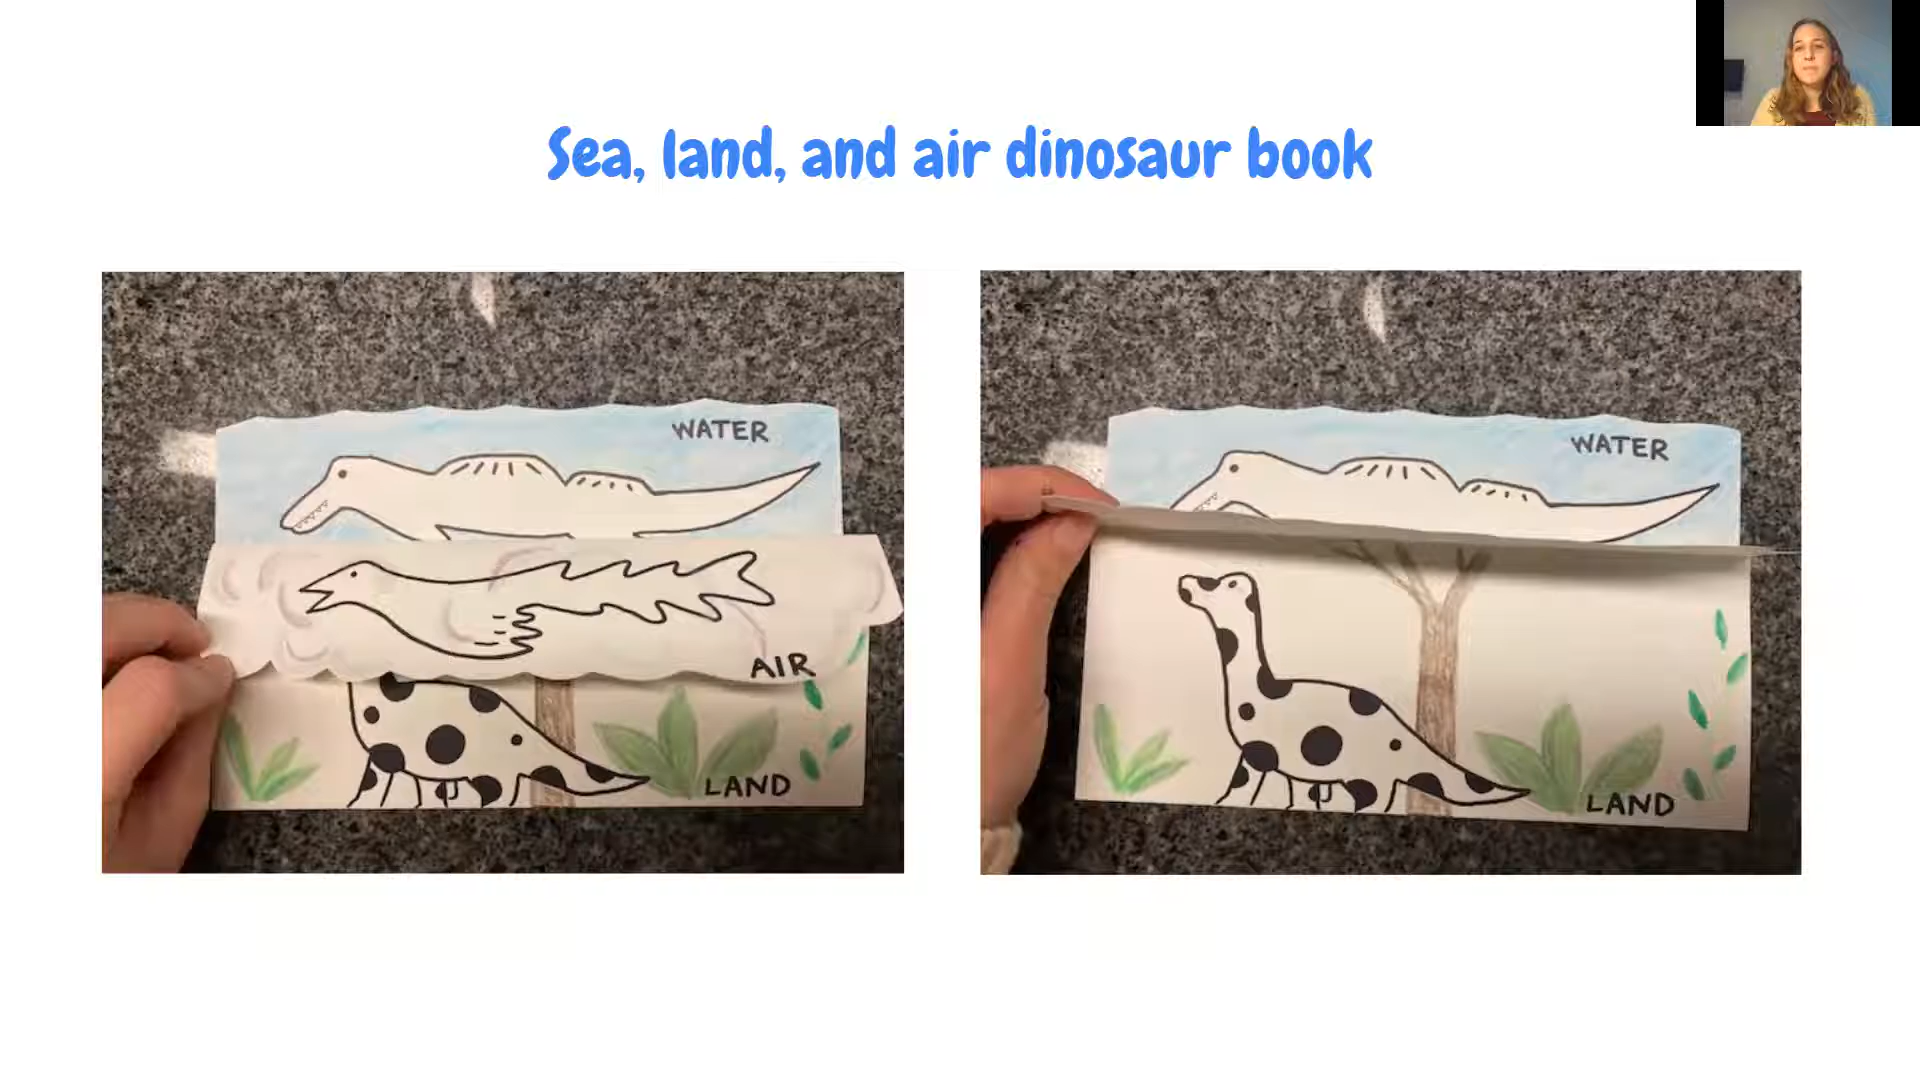 Sea, land, and air dinosaur book
WATER
AIR
LAND
WATER
LAND